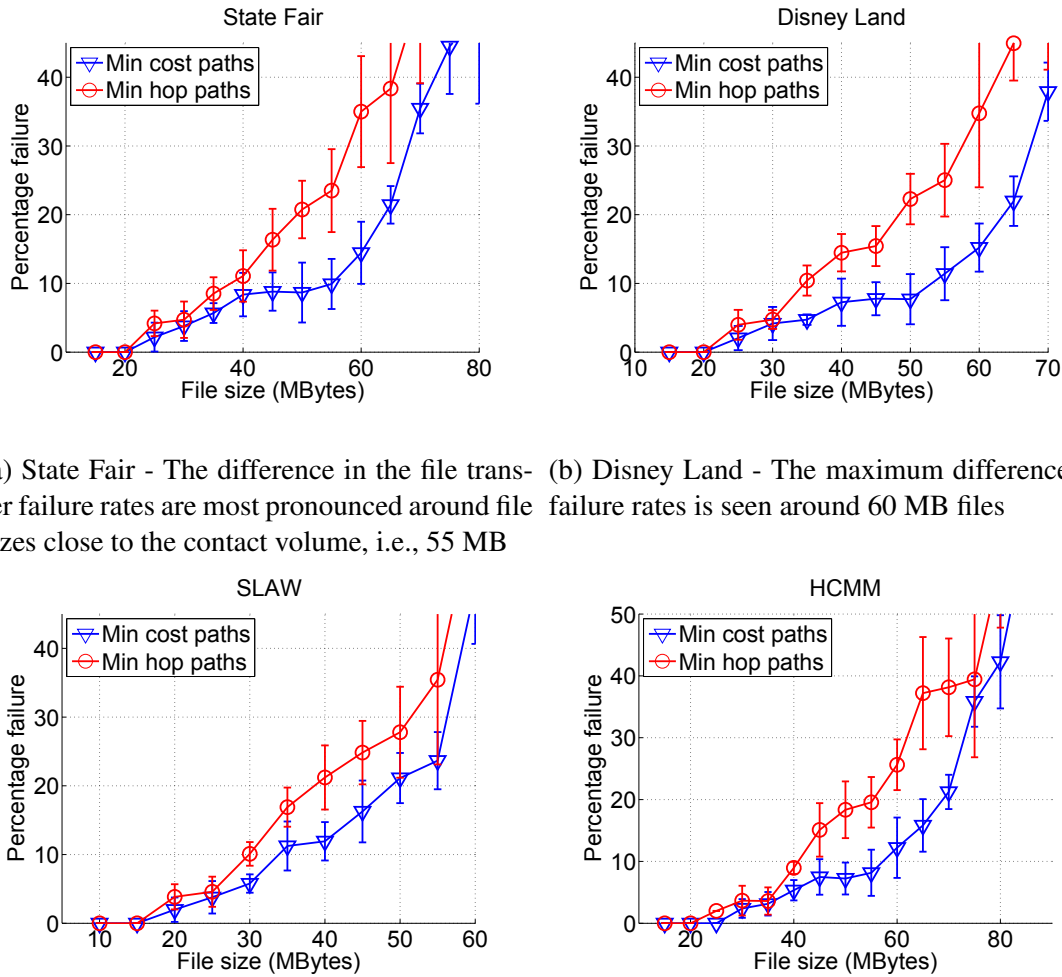 State Fair
Min cost paths
Min hop paths
Percentage failure
0
10
20
30
40
20
40
60
80
File size (MBytes)
Disney Land
Min cost paths
Min hop paths
Percentage failure
0
10
20
30
40
10
20
30
40
50
60
70
File size (MBytes)
) State Fair - The difference in the file trans-
er failure rates are most pronounced around file
zes close to the contact volume, i.e., 55 MB
(b) Disney Land - The maximum difference
failure rates is seen around 60 MB files
SLAW
Min cost paths
Min hop paths
Percentage failure
0
10
20
30
40
10
20
30
40
50
60
File size (MBytes)
HCMM
Min cost paths
Min hop paths
Percentage failure
0
10
20
30
40
50
20
40
60
80
File size (MBytes)